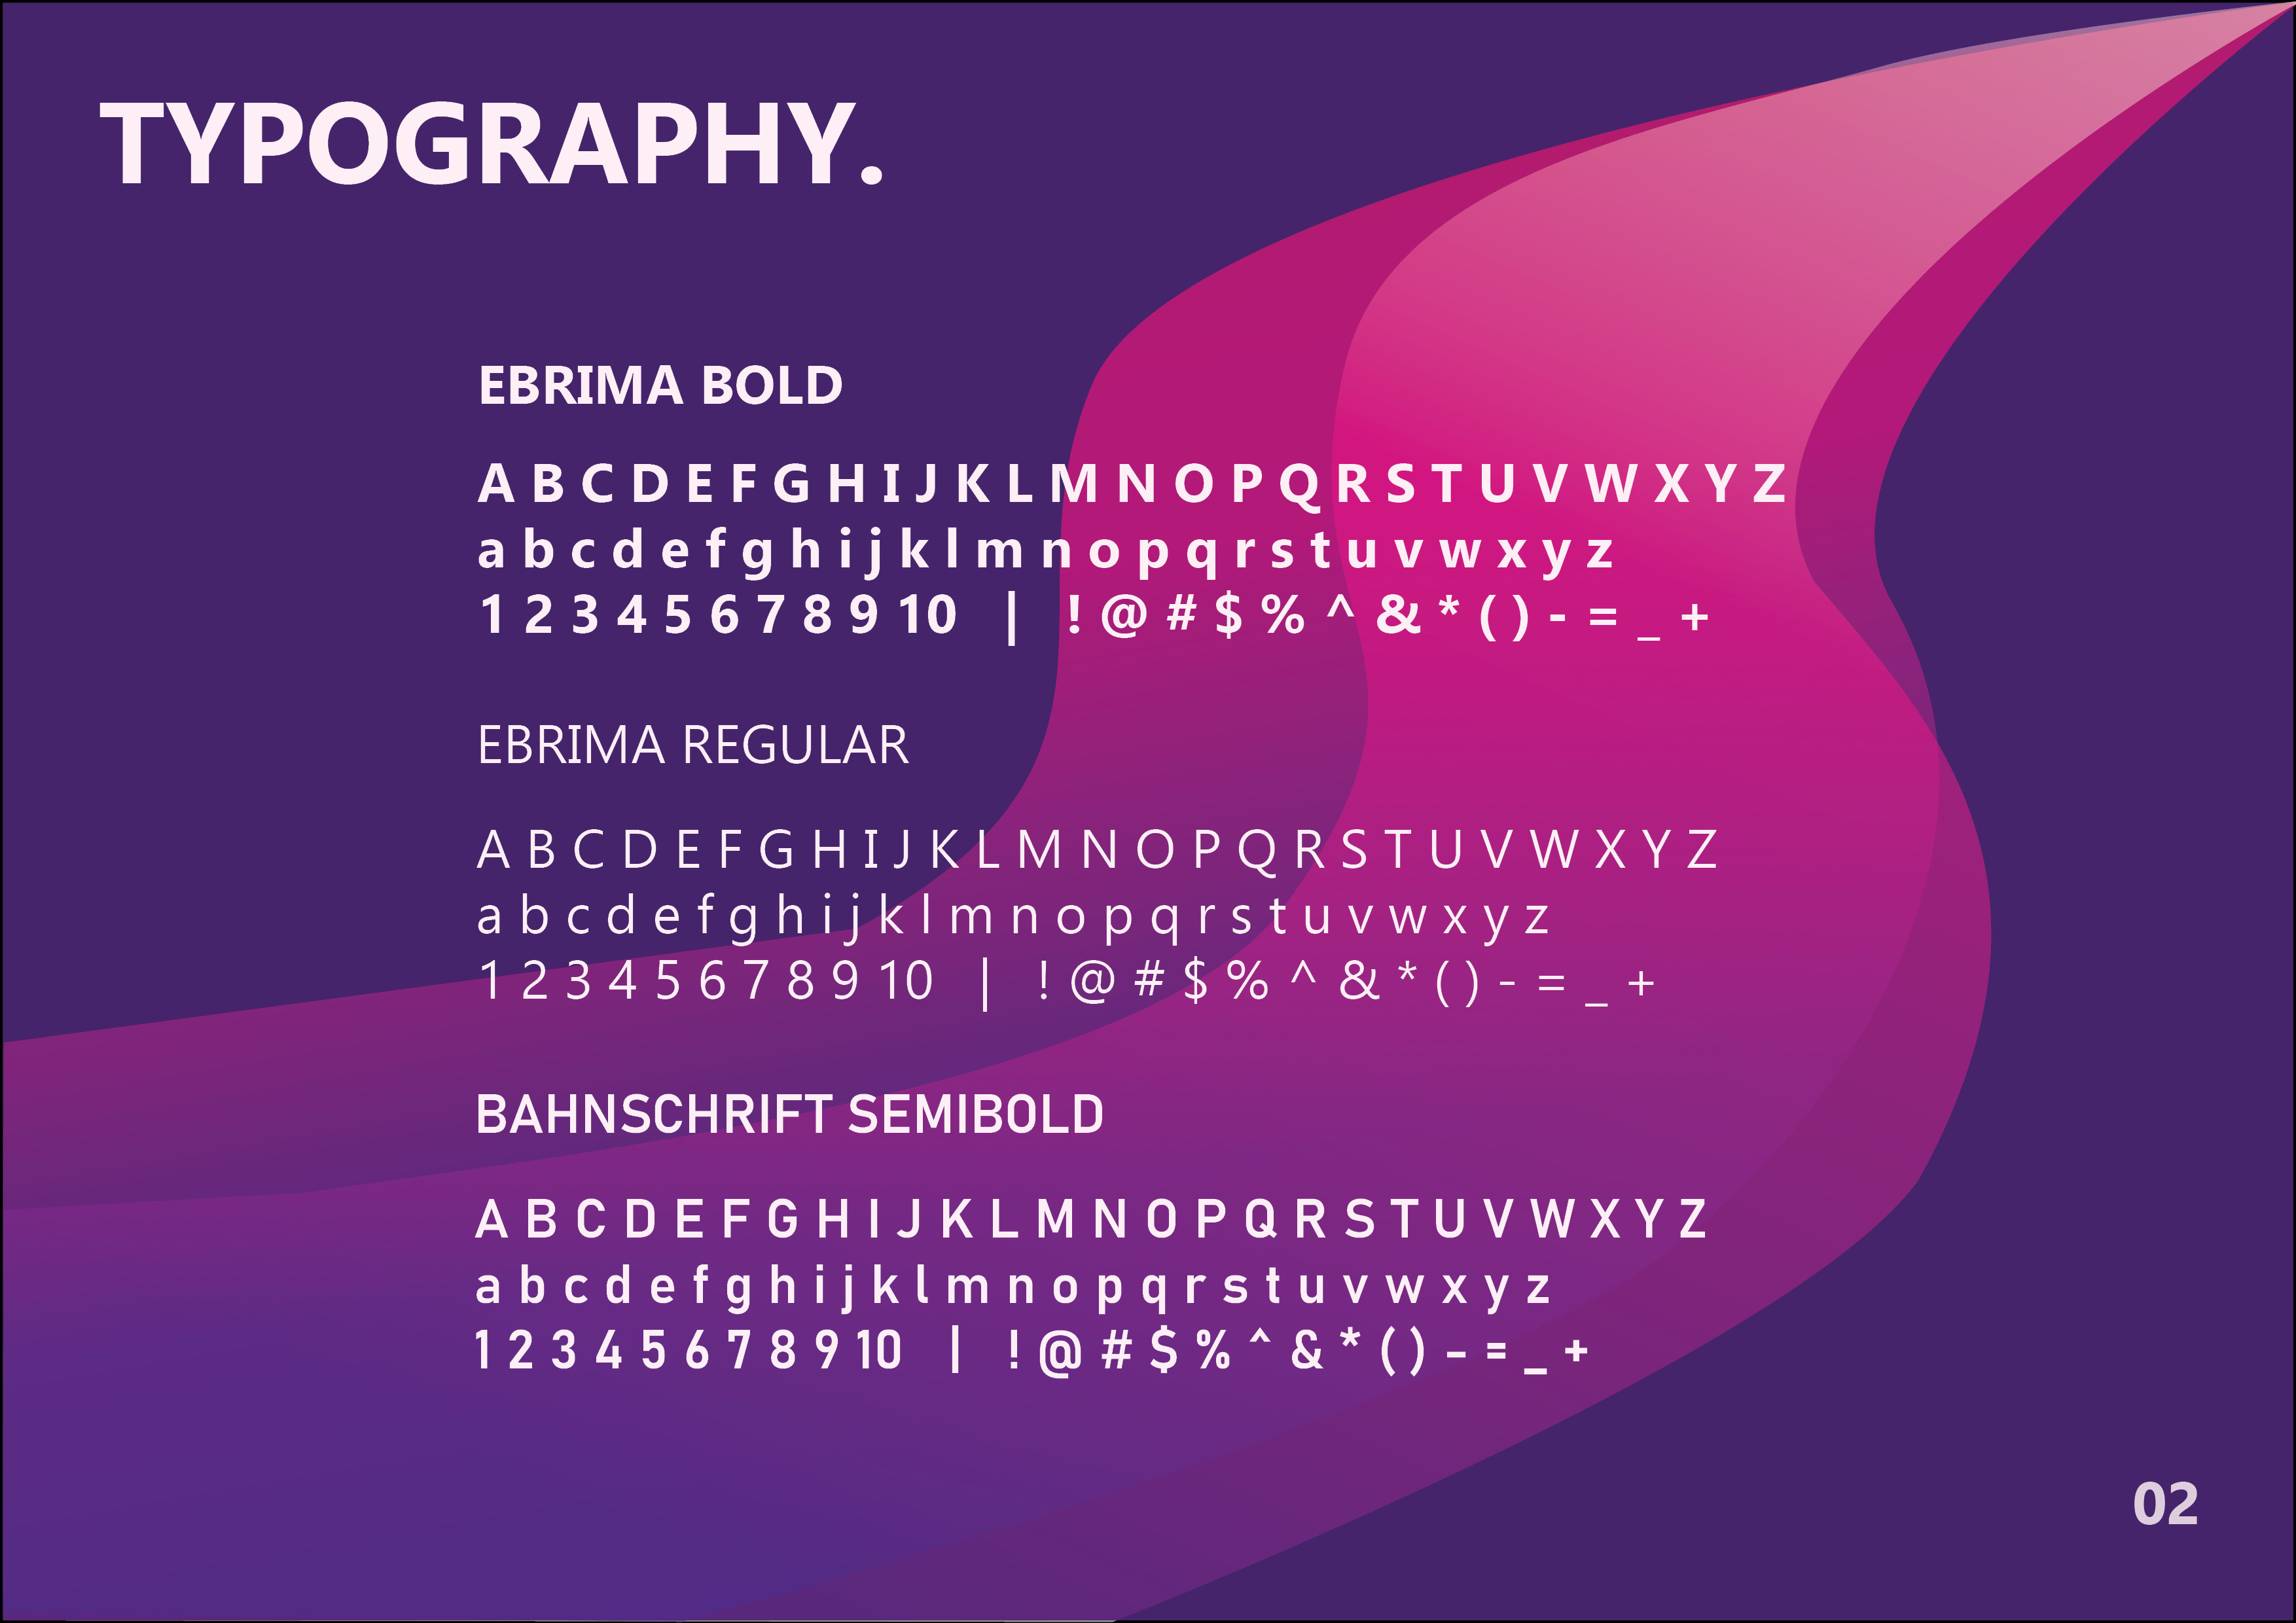 TYPOGRAPHY.
EBRIMA BOLD
A B C D E F G H I J K L M N O P Q R S T U V W X Y Z
a b c d e f g h i j k l m n o p q r s t u v w x y z
1 2 3 4 5 6 7 8 9 10 | ! @ # $ % ^ & * ( ) - = _ +
EBRIMA REGULAR
A B C D E F G H I J K L M N O P Q R S T U V W X Y Z
a b c d e f g h i j k l m n o p q r s t u v w x y z
1 2 3 4 5 6 7 8 9 10 | ! @ # $ % ^ & * ( ) - = _ +
BAHNSCHRIFT SEMIBOLD
A B C D E F G H I J K L M N O P Q R S T U V W X Y Z
a b c d e f g h i j k l m n o p q r s t u v w x y z
1 2 3 4 5 6 7 8 9 10 | ! @ # $ % ^ & * ( ) - = _ +
02